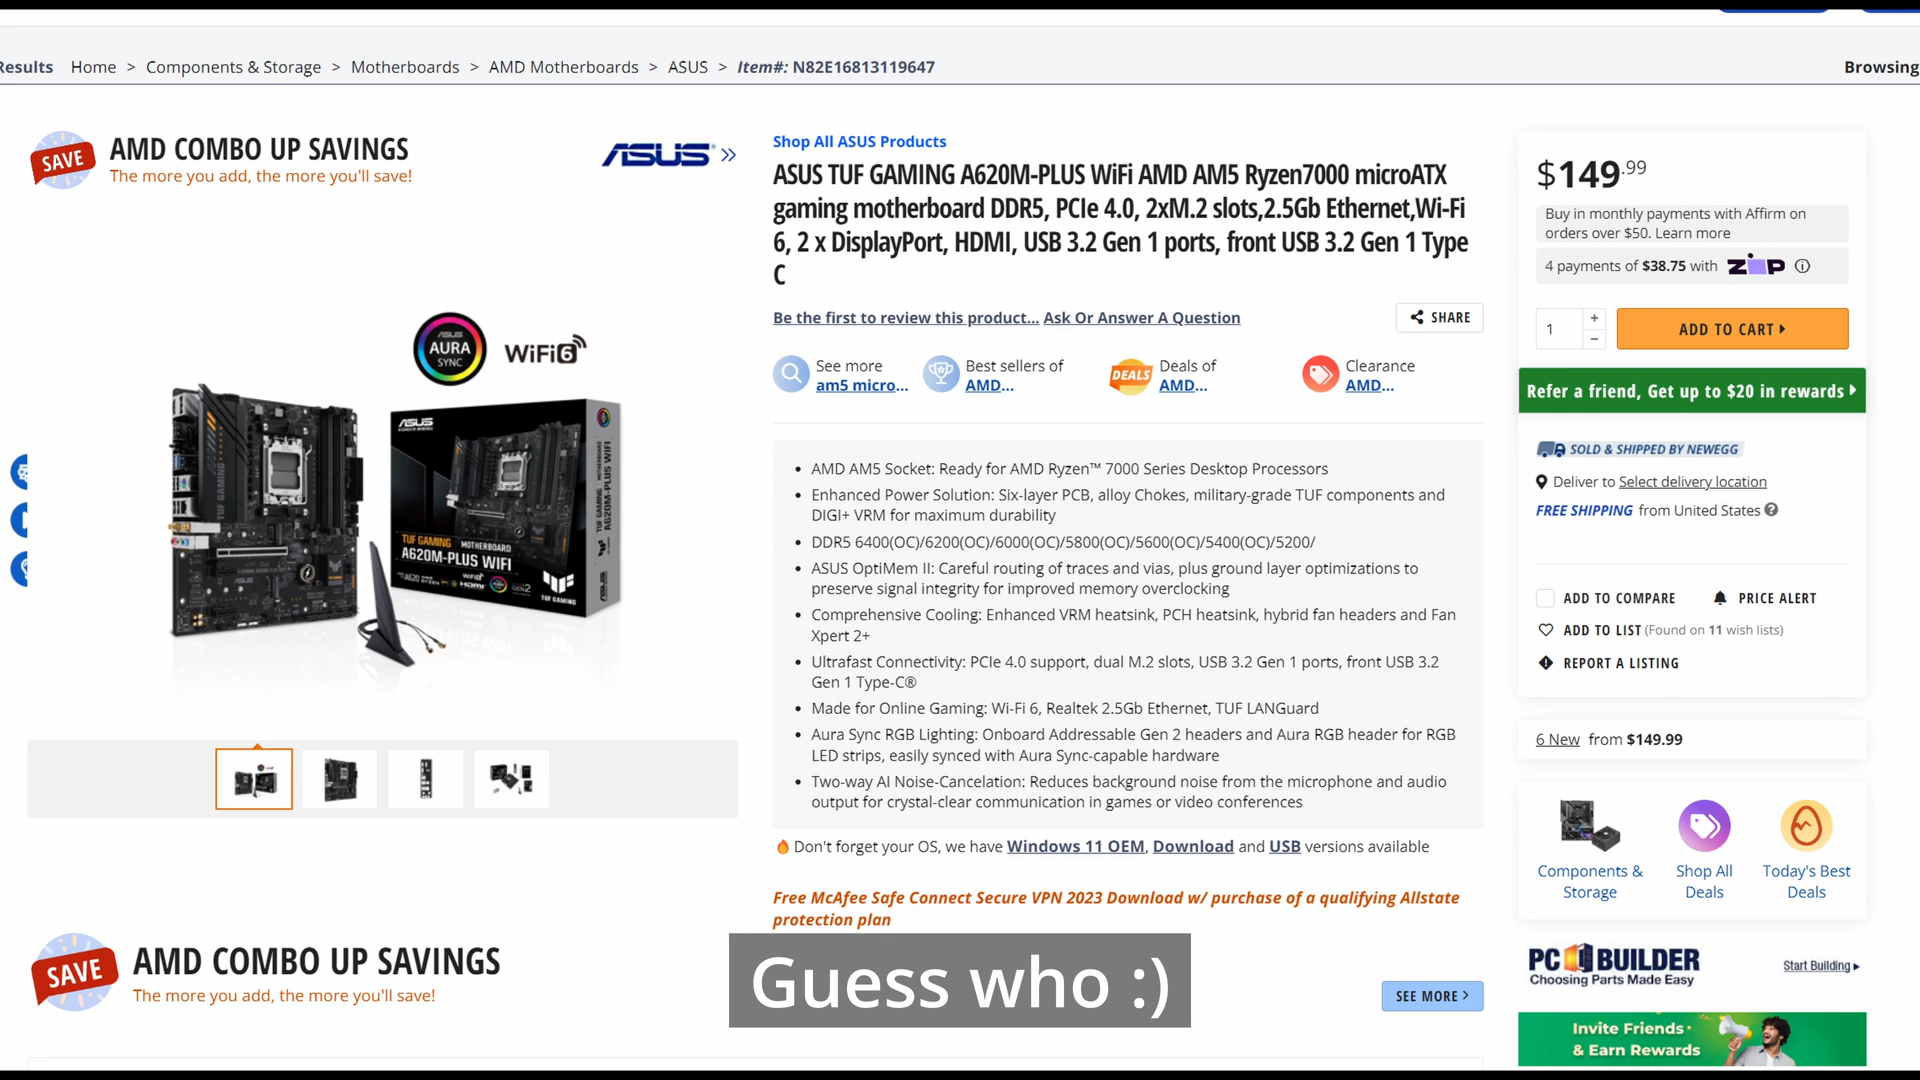 Results Home > Components & Storage > Motherboards > AMD Motherboards > ASUS > Item#: N82E16813119647
Browsing
SAVE
AMD COMBO UP SAVINGS
The more you add, the more you'll save!
ASUS
AURA
SYNC
WiFi 6
ASUS
TUF GAMING MOTHERBOARD
A620M-PLUS WIFI
TUF GAMING
Shop All ASUS Products
ASUS TUF GAMING A620M-PLUS WiFi AMD AM5 Ryzen7000 microATX
gaming motherboard DDR5, PCIe 4.0, 2xM.2 slots,2.5Gb Ethernet,Wi-Fi
6, 2 x DisplayPort, HDMI, USB 3.2 Gen 1 ports, front USB 3.2 Gen 1 Type
C
Be the first to review this product... Ask Or Answer A Question
SHARE
See more
am5 micro...
Best sellers of
AMD...
DEALS
Deals of
AMD...
Clearance
AMD...
• AMD AM5 Socket: Ready for AMD Ryzen™ 7000 Series Desktop Processors
• Enhanced Power Solution: Six-layer PCB, alloy Chokes, military-grade TUF components and
DIGI+ VRM for maximum durability
• DDR5 6400(OC)/6200(OC)/6000(OC)/5800(OC)/5600(OC)/5400(OC)/5200/
• ASUS OptiMem II: Careful routing of traces and vias, plus ground layer optimizations to
preserve signal integrity for improved memory overclocking
• Comprehensive Cooling: Enhanced VRM heatsink, PCH heatsink, hybrid fan headers and Fan
Xpert 2+
• Ultrafast Connectivity: PCIe 4.0 support, dual M.2 slots, USB 3.2 Gen 1 ports, front USB 3.2
Gen 1 Type-C®
• Made for Online Gaming: Wi-Fi 6, Realtek 2.5Gb Ethernet, TUF LANGuard
• Aura Sync RGB Lighting: Onboard Addressable Gen 2 headers and Aura RGB header for RGB
LED strips, easily synced with Aura Sync-capable hardware
• Two-way AI Noise-Cancelation: Reduces background noise from the microphone and audio
output for crystal-clear communication in games or video conferences
Don't forget your OS, we have Windows 11 OEM, Download and USB versions available
Free McAfee Safe Connect Secure VPN 2023 Download w/ purchase of a qualifying Allstate
protection plan
SAVE
AMD COMBO UP SAVINGS
The more you add, the more you'll save!
Guess who :)
SEE MORE
$149.99
Buy in monthly payments with Affirm on
orders over $50. Learn more
4 payments of $38.75 with ZIP
1
+
−
ADD TO CART
Refer a friend, Get up to $20 in rewards
SOLD & SHIPPED BY NEWEGG
Deliver to Select delivery location
FREE SHIPPING from United States
ADD TO COMPARE
PRICE ALERT
ADD TO LIST (Found on 11 wish lists)
REPORT A LISTING
6 New from $149.99
Components &
Storage
Shop All
Deals
Today's Best
Deals
PC BUILDER
Choosing Parts Made Easy
Start Building
Invite Friends
& Earn Rewards